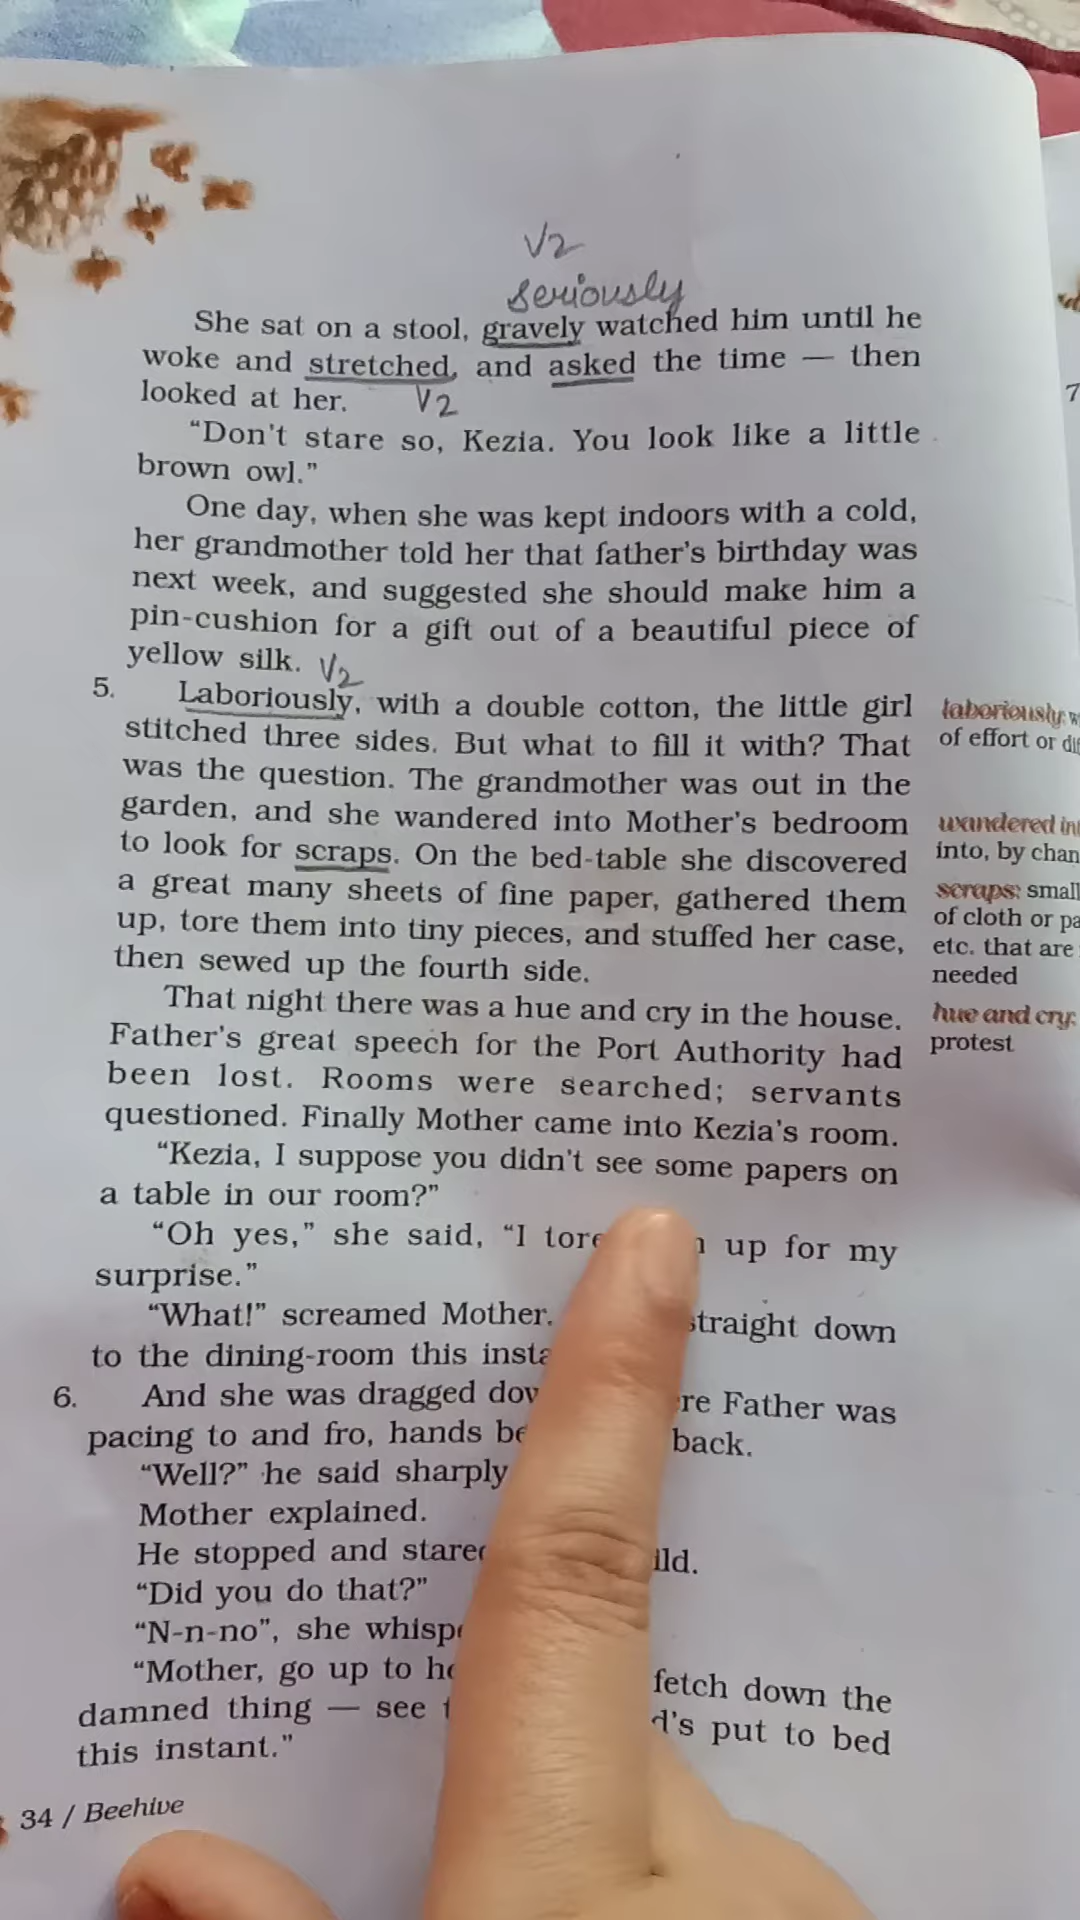 V2
seriously
She sat on a stool, gravely watched him until he
woke and stretched, and asked the time — then
looked at her.
V2
"Don't stare so, Kezia. You look like a little
brown owl."
One day, when she was kept indoors with a cold,
her grandmother told her that father's birthday was
next week, and suggested she should make him a
pin-cushion for a gift out of a beautiful piece of
yellow silk.
V2
5. Laboriously, with a double cotton, the little girl
stitched three sides. But what to fill it with? That
was the question. The grandmother was out in the
garden, and she wandered into Mother's bedroom
to look for scraps. On the bed-table she discovered
a great many sheets of fine paper, gathered them
up, tore them into tiny pieces, and stuffed her case,
then sewed up the fourth side.
That night there was a hue and cry in the house.
Father's great speech for the Port Authority had
been lost. Rooms were searched; servants
questioned. Finally Mother came into Kezia's room.
"Kezia, I suppose you didn't see some papers on
a table in our room?"
"Oh yes," she said, "I up for my
surprise."
"What!" screamed Mother. straight down
to the dining-room this
6. And she was dragged Father was
pacing to and fro, hands back.
"Well?" he said sharply
Mother explained.
He stopped and
"Did you do that?"
"N-n-no", she
"Mother, go up to fetch down the
damned thing — see put to bed
this instant."
34 / Beehive
laboriously:
of effort or
wandered
into, by
scraps: small
of cloth or
etc. that are
needed
hue and cry:
protest
7